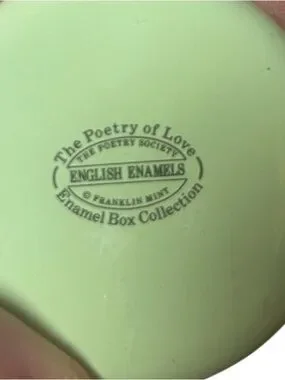 The Poetry of Love
THE POETRY SOCIETY
ENGLISH ENAMELS
© FRANKLIN MINT
Enamel Box Collection